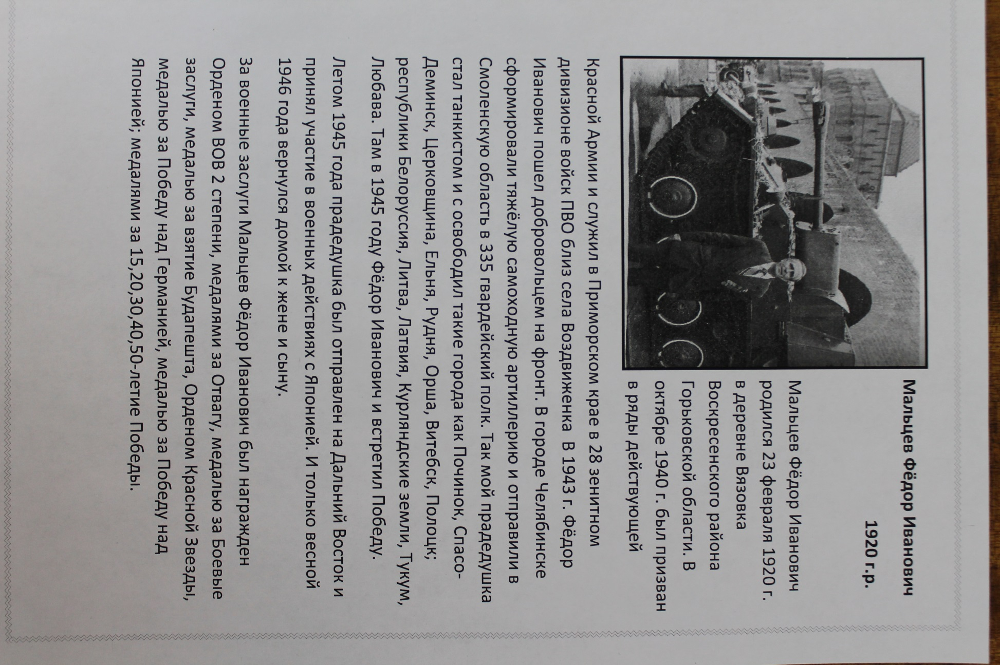 Мальцев Фёдор Иванович
1920 г.р.
Мальцев Фёдор Иванович
родился 23 февраля 1920 г.
в деревне Вязовка
Воскресенского района
Горьковской области. В
октябре 1940 г. был призван
в ряды действующей
Красной Армии и служил в Приморском крае в 28 зенитном
дивизионе войск ПВО близ села Воздвиженка В 1943 г. Фёдор
Иванович пошел добровольцем на фронт. В городе Челябинске
сформировали тяжёлую самоходную артиллерию и отправили в
Смоленскую область в 335 гвардейский полк. Так мой прадедушка
стал танкистом и с освободил такие города как Починок, Спасо-
Деминск, Церковщина, Ельня, Рудня, Орша, Витебск, Полоцк;
республики Белоруссия, Литва, Латвия, Курляндские земли, Тукум,
Любава. Там в 1945 году Фёдор Иванович и встретил Победу.
Летом 1945 года прадедушка был отправлен на Дальний Восток и
принял участие в военных действиях с Японией. И только весной
1946 года вернулся домой к жене и сыну.
За военные заслуги Мальцев Фёдор Иванович был награжден
Орденом ВОВ 2 степени, медалями за Отвагу, медалью за Боевые
заслуги, медалью за взятие Будапешта, Орденом Красной Звезды,
медалью за Победу над Германией, медалью за Победу над
Японией; медалями за 15,20,30,40,50-летие Победы.